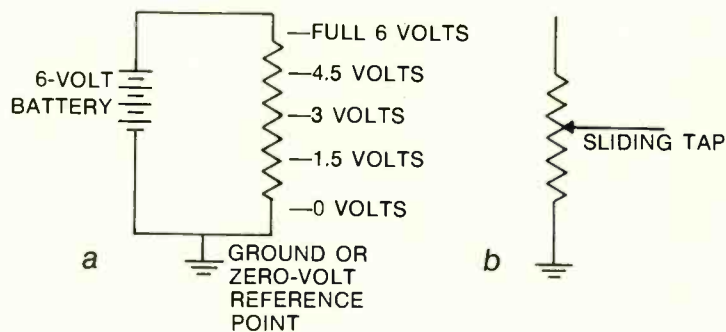 —FULL 6 VOLTS
—4.5 VOLTS
—3 VOLTS
—1.5 VOLTS
—0 VOLTS
6-VOLT
BATTERY
a
GROUND OR
ZERO-VOLT
REFERENCE
POINT
SLIDING TAP
b